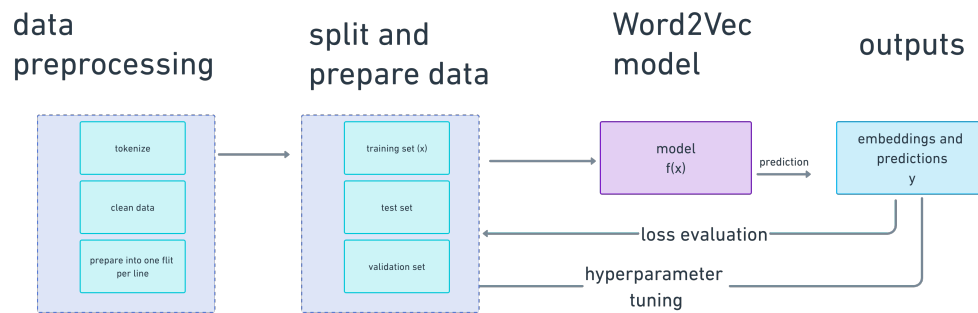 data
preprocessing
split and
prepare data
Word2Vec
model
outputs
tokenize
clean data
prepare into one flit
per line
training set (x)
test set
validation set
model
f(x)
prediction
embeddings and
predictions
y
loss evaluation
hyperparameter
tuning